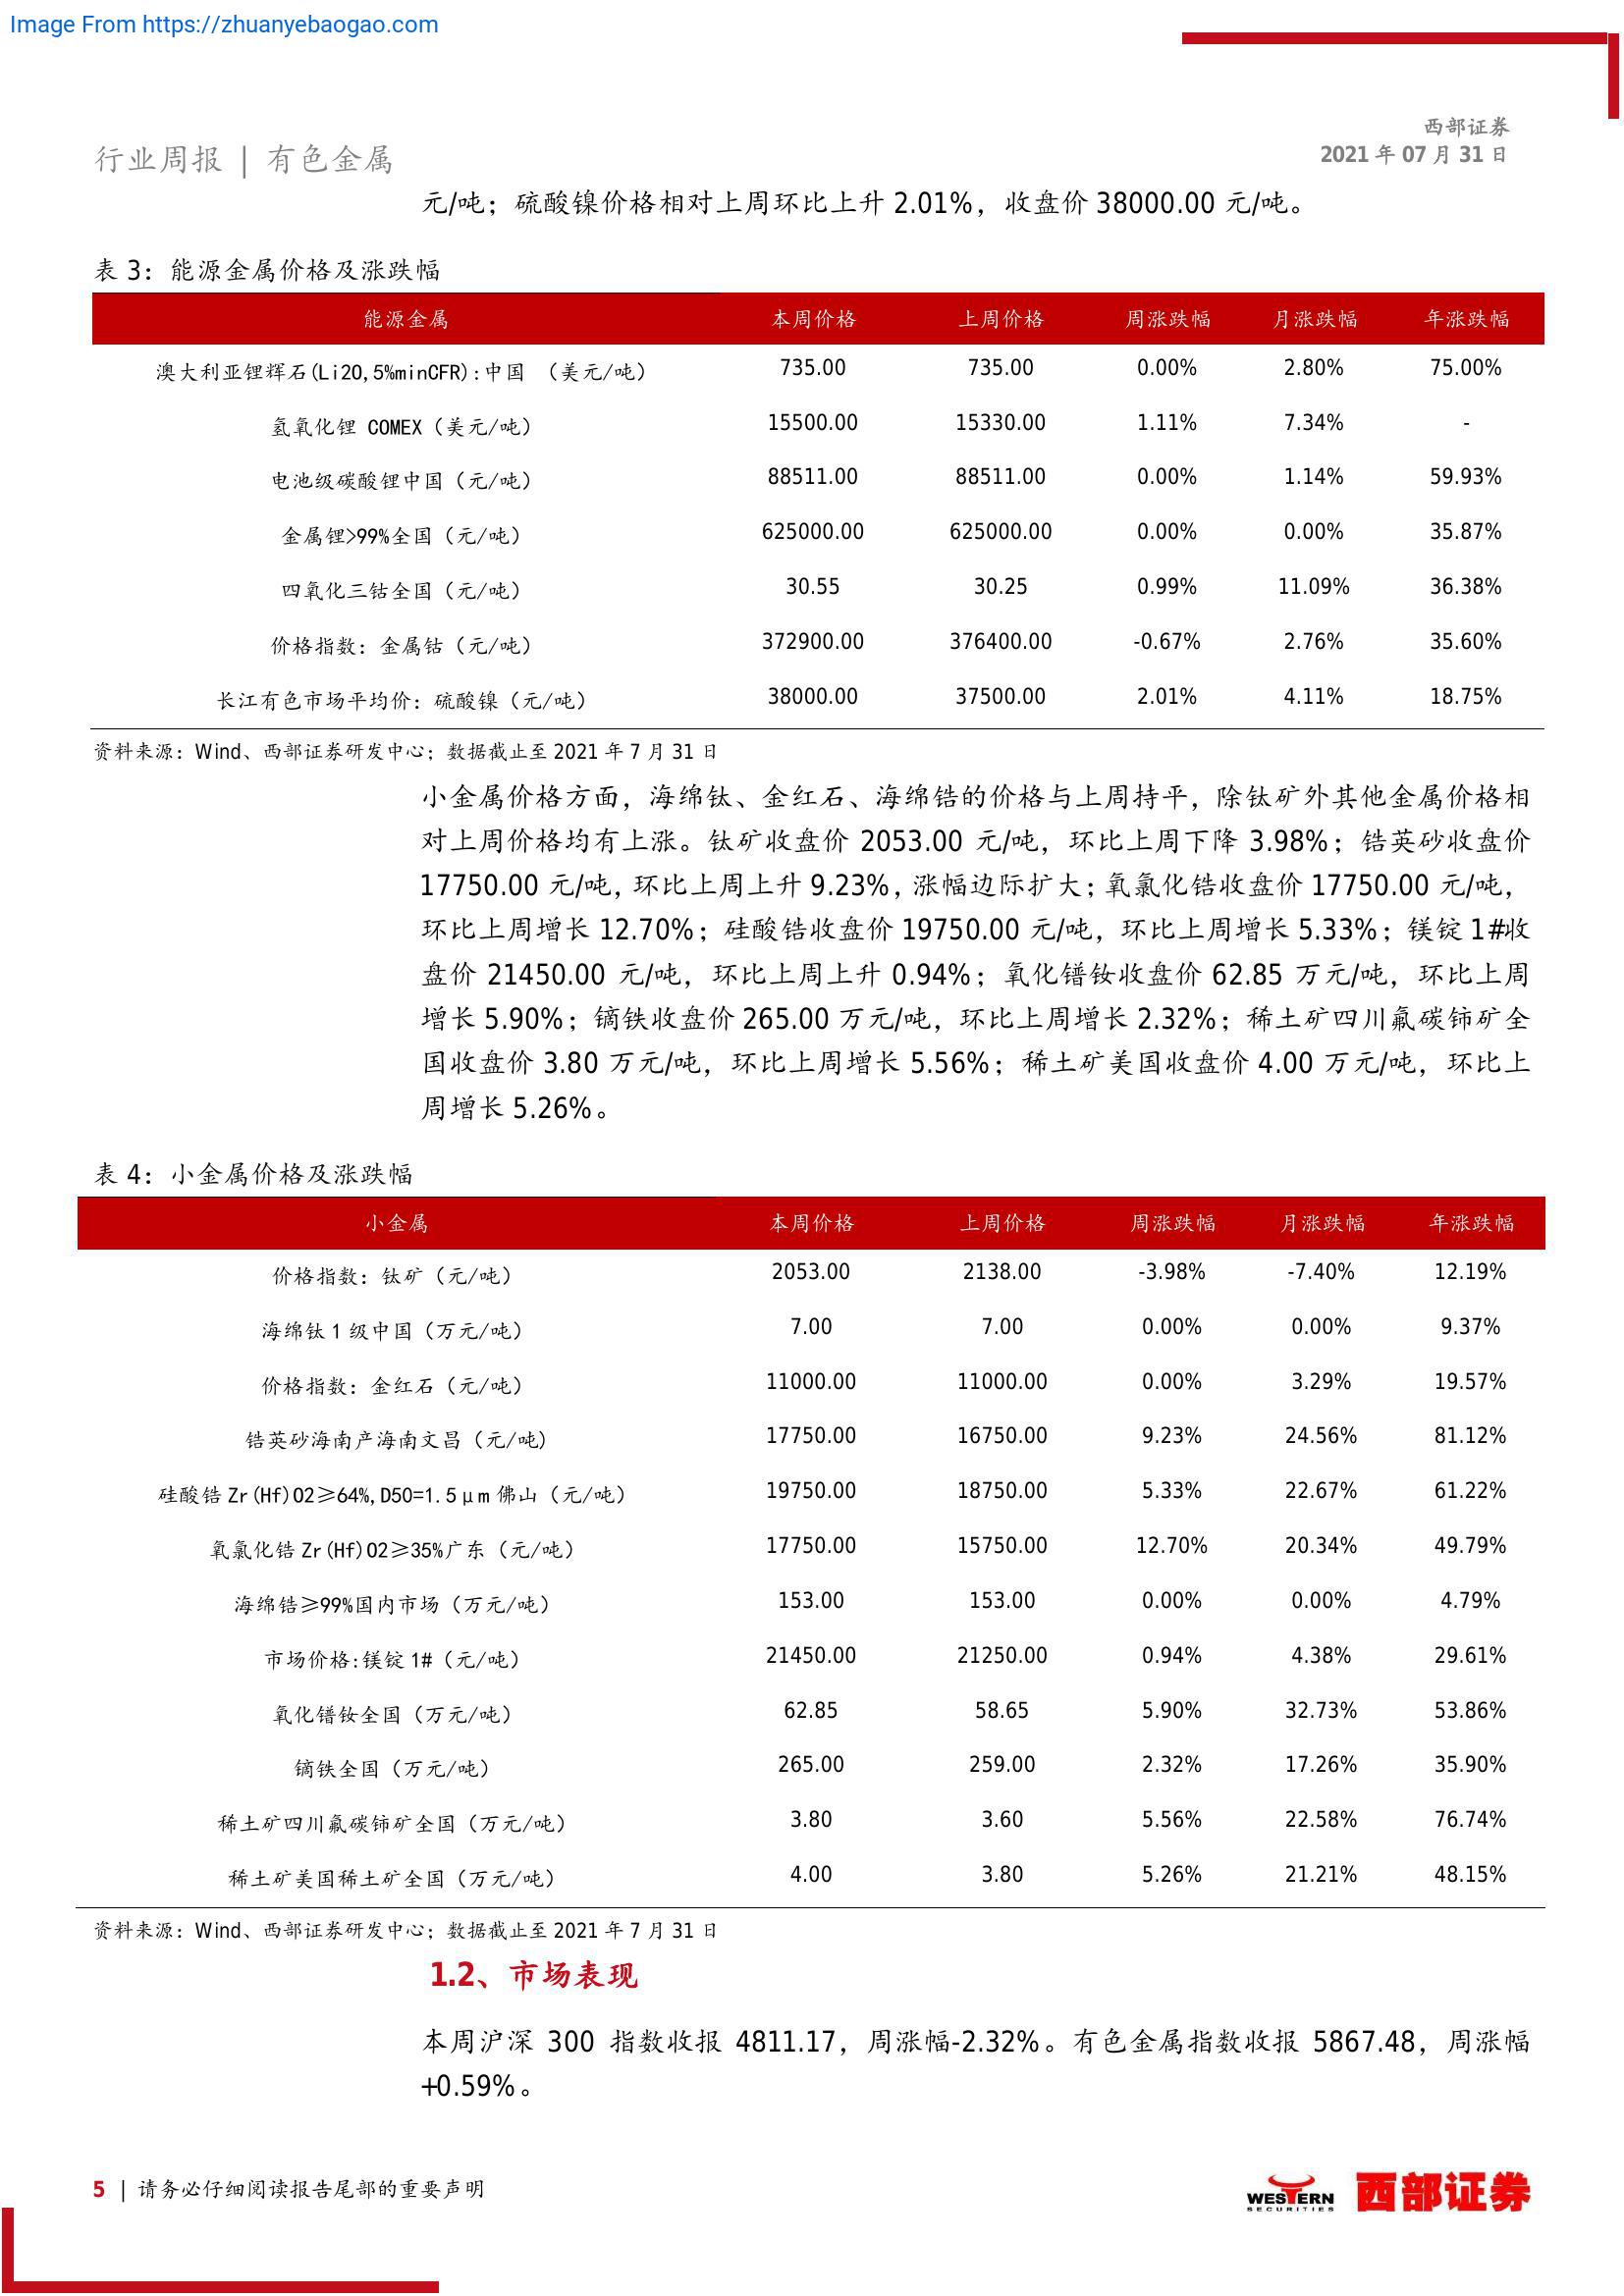 Image From https://zhuanyebaogao.com
西部证券
2021 年 07 月 31 日
行业周报 | 有色金属
元/吨；硫酸镍价格相对上周环比上升 2.01%，收盘价 38000.00 元/吨。
表 3：能源金属价格及涨跌幅
能源金属 本周价格 上周价格 周涨跌幅 月涨跌幅 年涨跌幅
澳大利亚锂辉石(Li2O,5%minCFR):中国 （美元/吨） 735.00 735.00 0.00% 2.80% 75.00%
氢氧化锂 COMEX（美元/吨） 15500.00 15330.00 1.11% 7.34% -
电池级碳酸锂中国（元/吨） 88511.00 88511.00 0.00% 1.14% 59.93%
金属锂>99%全国（元/吨） 625000.00 625000.00 0.00% 0.00% 35.87%
四氧化三钴全国（元/吨） 30.55 30.25 0.99% 11.09% 36.38%
价格指数：金属钴（元/吨） 372900.00 376400.00 -0.67% 2.76% 35.60%
长江有色市场平均价：硫酸镍（元/吨） 38000.00 37500.00 2.01% 4.11% 18.75%
资料来源：Wind、西部证券研发中心；数据截止至 2021 年 7 月 31 日
小金属价格方面，海绵钛、金红石、海绵锆的价格与上周持平，除钛矿外其他金属价格相
对上周价格均有上涨。钛矿收盘价 2053.00 元/吨，环比上周下降 3.98%；锆英砂收盘价
17750.00 元/吨，环比上周上升 9.23%，涨幅边际扩大；氧氯化锆收盘价 17750.00 元/吨，
环比上周增长 12.70%；硅酸锆收盘价 19750.00 元/吨，环比上周增长 5.33%；镁锭 1#收
盘价 21450.00 元/吨，环比上周上升 0.94%；氧化镨钕收盘价 62.85 万元/吨，环比上周
增长 5.90%；镝铁收盘价 265.00 万元/吨，环比上周增长 2.32%；稀土矿四川氟碳铈矿全
国收盘价 3.80 万元/吨，环比上周增长 5.56%；稀土矿美国收盘价 4.00 万元/吨，环比上
周增长 5.26%。
表 4：小金属价格及涨跌幅
小金属 本周价格 上周价格 周涨跌幅 月涨跌幅 年涨跌幅
价格指数：钛矿（元/吨） 2053.00 2138.00 -3.98% -7.40% 12.19%
海绵钛 1 级中国（万元/吨） 7.00 7.00 0.00% 0.00% 9.37%
价格指数：金红石（元/吨） 11000.00 11000.00 0.00% 3.29% 19.57%
锆英砂海南产海南文昌（元/吨) 17750.00 16750.00 9.23% 24.56% 81.12%
硅酸锆 Zr(Hf)O2≥64%,D50=1.5μm 佛山（元/吨） 19750.00 18750.00 5.33% 22.67% 61.22%
氧氯化锆 Zr(Hf)O2≥35%广东（元/吨） 17750.00 15750.00 12.70% 20.34% 49.79%
海绵锆≥99%国内市场（万元/吨） 153.00 153.00 0.00% 0.00% 4.79%
市场价格:镁锭 1#（元/吨） 21450.00 21250.00 0.94% 4.38% 29.61%
氧化镨钕全国（万元/吨） 62.85 58.65 5.90% 32.73% 53.86%
镝铁全国（万元/吨） 265.00 259.00 2.32% 17.26% 35.90%
稀土矿四川氟碳铈矿全国（万元/吨） 3.80 3.60 5.56% 22.58% 76.74%
稀土矿美国稀土矿全国（万元/吨） 4.00 3.80 5.26% 21.21% 48.15%
资料来源：Wind、西部证券研发中心；数据截止至 2021 年 7 月 31 日
1.2、市场表现
本周沪深 300 指数收报 4811.17，周涨幅-2.32%。有色金属指数收报 5867.48，周涨幅
+0.59%。
5 | 请务必仔细阅读报告尾部的重要声明
WESTERN
SECURITIES
西部证券